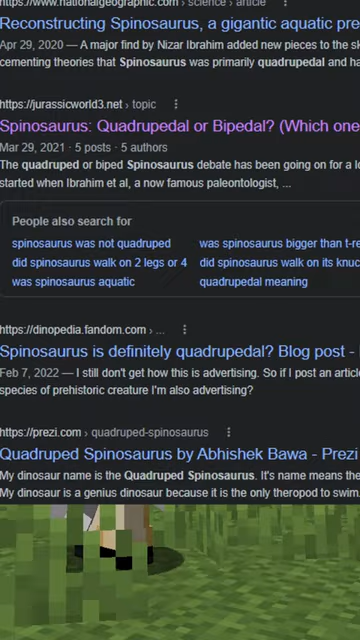 https://www.nationalgeographic.com › science › article
Reconstructing Spinosaurus, a gigantic aquatic pre
Apr 29, 2020 — A major find by Nizar Ibrahim added new pieces to the sk
cementing theories that Spinosaurus was primarily quadrupedal and ha
https://jurassicworld3.net › topic
Spinosaurus: Quadrupedal or Bipedal? (Which one
Mar 29, 2021 · 5 posts · 5 authors
The quadruped or biped Spinosaurus debate has been going on for a lo
started when Ibrahim et al, a now famous paleontologist, ...
People also search for
spinosaurus was not quadruped
was spinosaurus bigger than t-re
did spinosaurus walk on 2 legs or 4
did spinosaurus walk on its knuc
was spinosaurus aquatic
quadrupedal meaning
https://dinopedia.fandom.com › ...
Spinosaurus is definitely quadrupedal? Blog post -
Feb 7, 2022 — I still don't get how this is advertising. So if I post an article
species of prehistoric creature I'm also advertising?
https://prezi.com › quadruped-spinosaurus
Quadruped Spinosaurus by Abhishek Bawa - Prezi
My dinosaur name is the Quadruped Spinosaurus. It's name means the
My dinosaur is a genius dinosaur because it is the only theropod to swim.